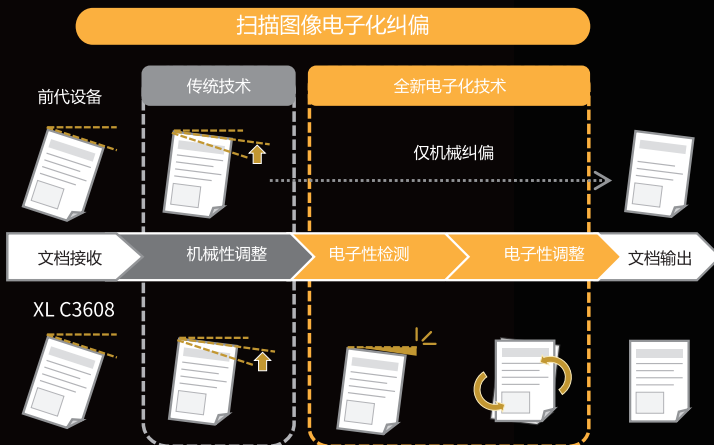 扫描图像电子化纠偏
传统技术
全新电子化技术
前代设备
仅机械纠偏
文档接收
机械性调整
电子性检测
电子性调整
文档输出
XL C3608